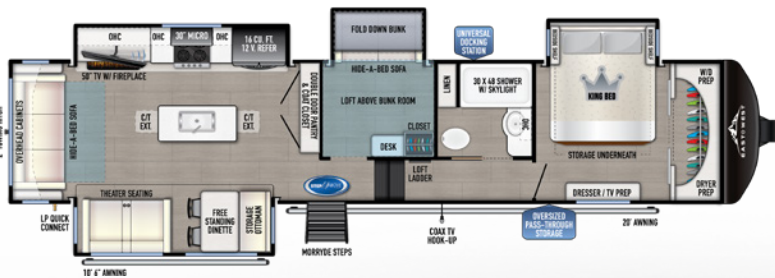 OHC
OHC
30" MICRO
OHC
16 CU. FT.
12 V. REFER
50" TV W/ FIREPLACE
OVERHEAD CABINETS
HIDE-A-BED SOFA
C/T
EXT.
C/T
EXT.
DOUBLE DOOR PANTRY
& COAT CLOSET
THEATER SEATING
FREE
STANDING
DINETTE
STORAGE
OTTOMAN
LP QUICK
CONNECT
10' 6" AWNING
FOLD DOWN BUNK
HIDE-A-BED SOFA
LOFT ABOVE BUNK ROOM
CLOSET
DESK
LOFT
LADDER
MORRYDE STEPS
COAX TV
HOOK-UP
UNIVERSAL
DOCKING
STATION
LINEN
30 X 48 SHOWER
W/ SKYLIGHT
OHC
KING BED
STORAGE UNDERNEATH
DRESSER / TV PREP
OVERSIZED
PASS-THROUGH
STORAGE
20' AWNING
W/D
PREP
DRYER
PREP
EAST WEST